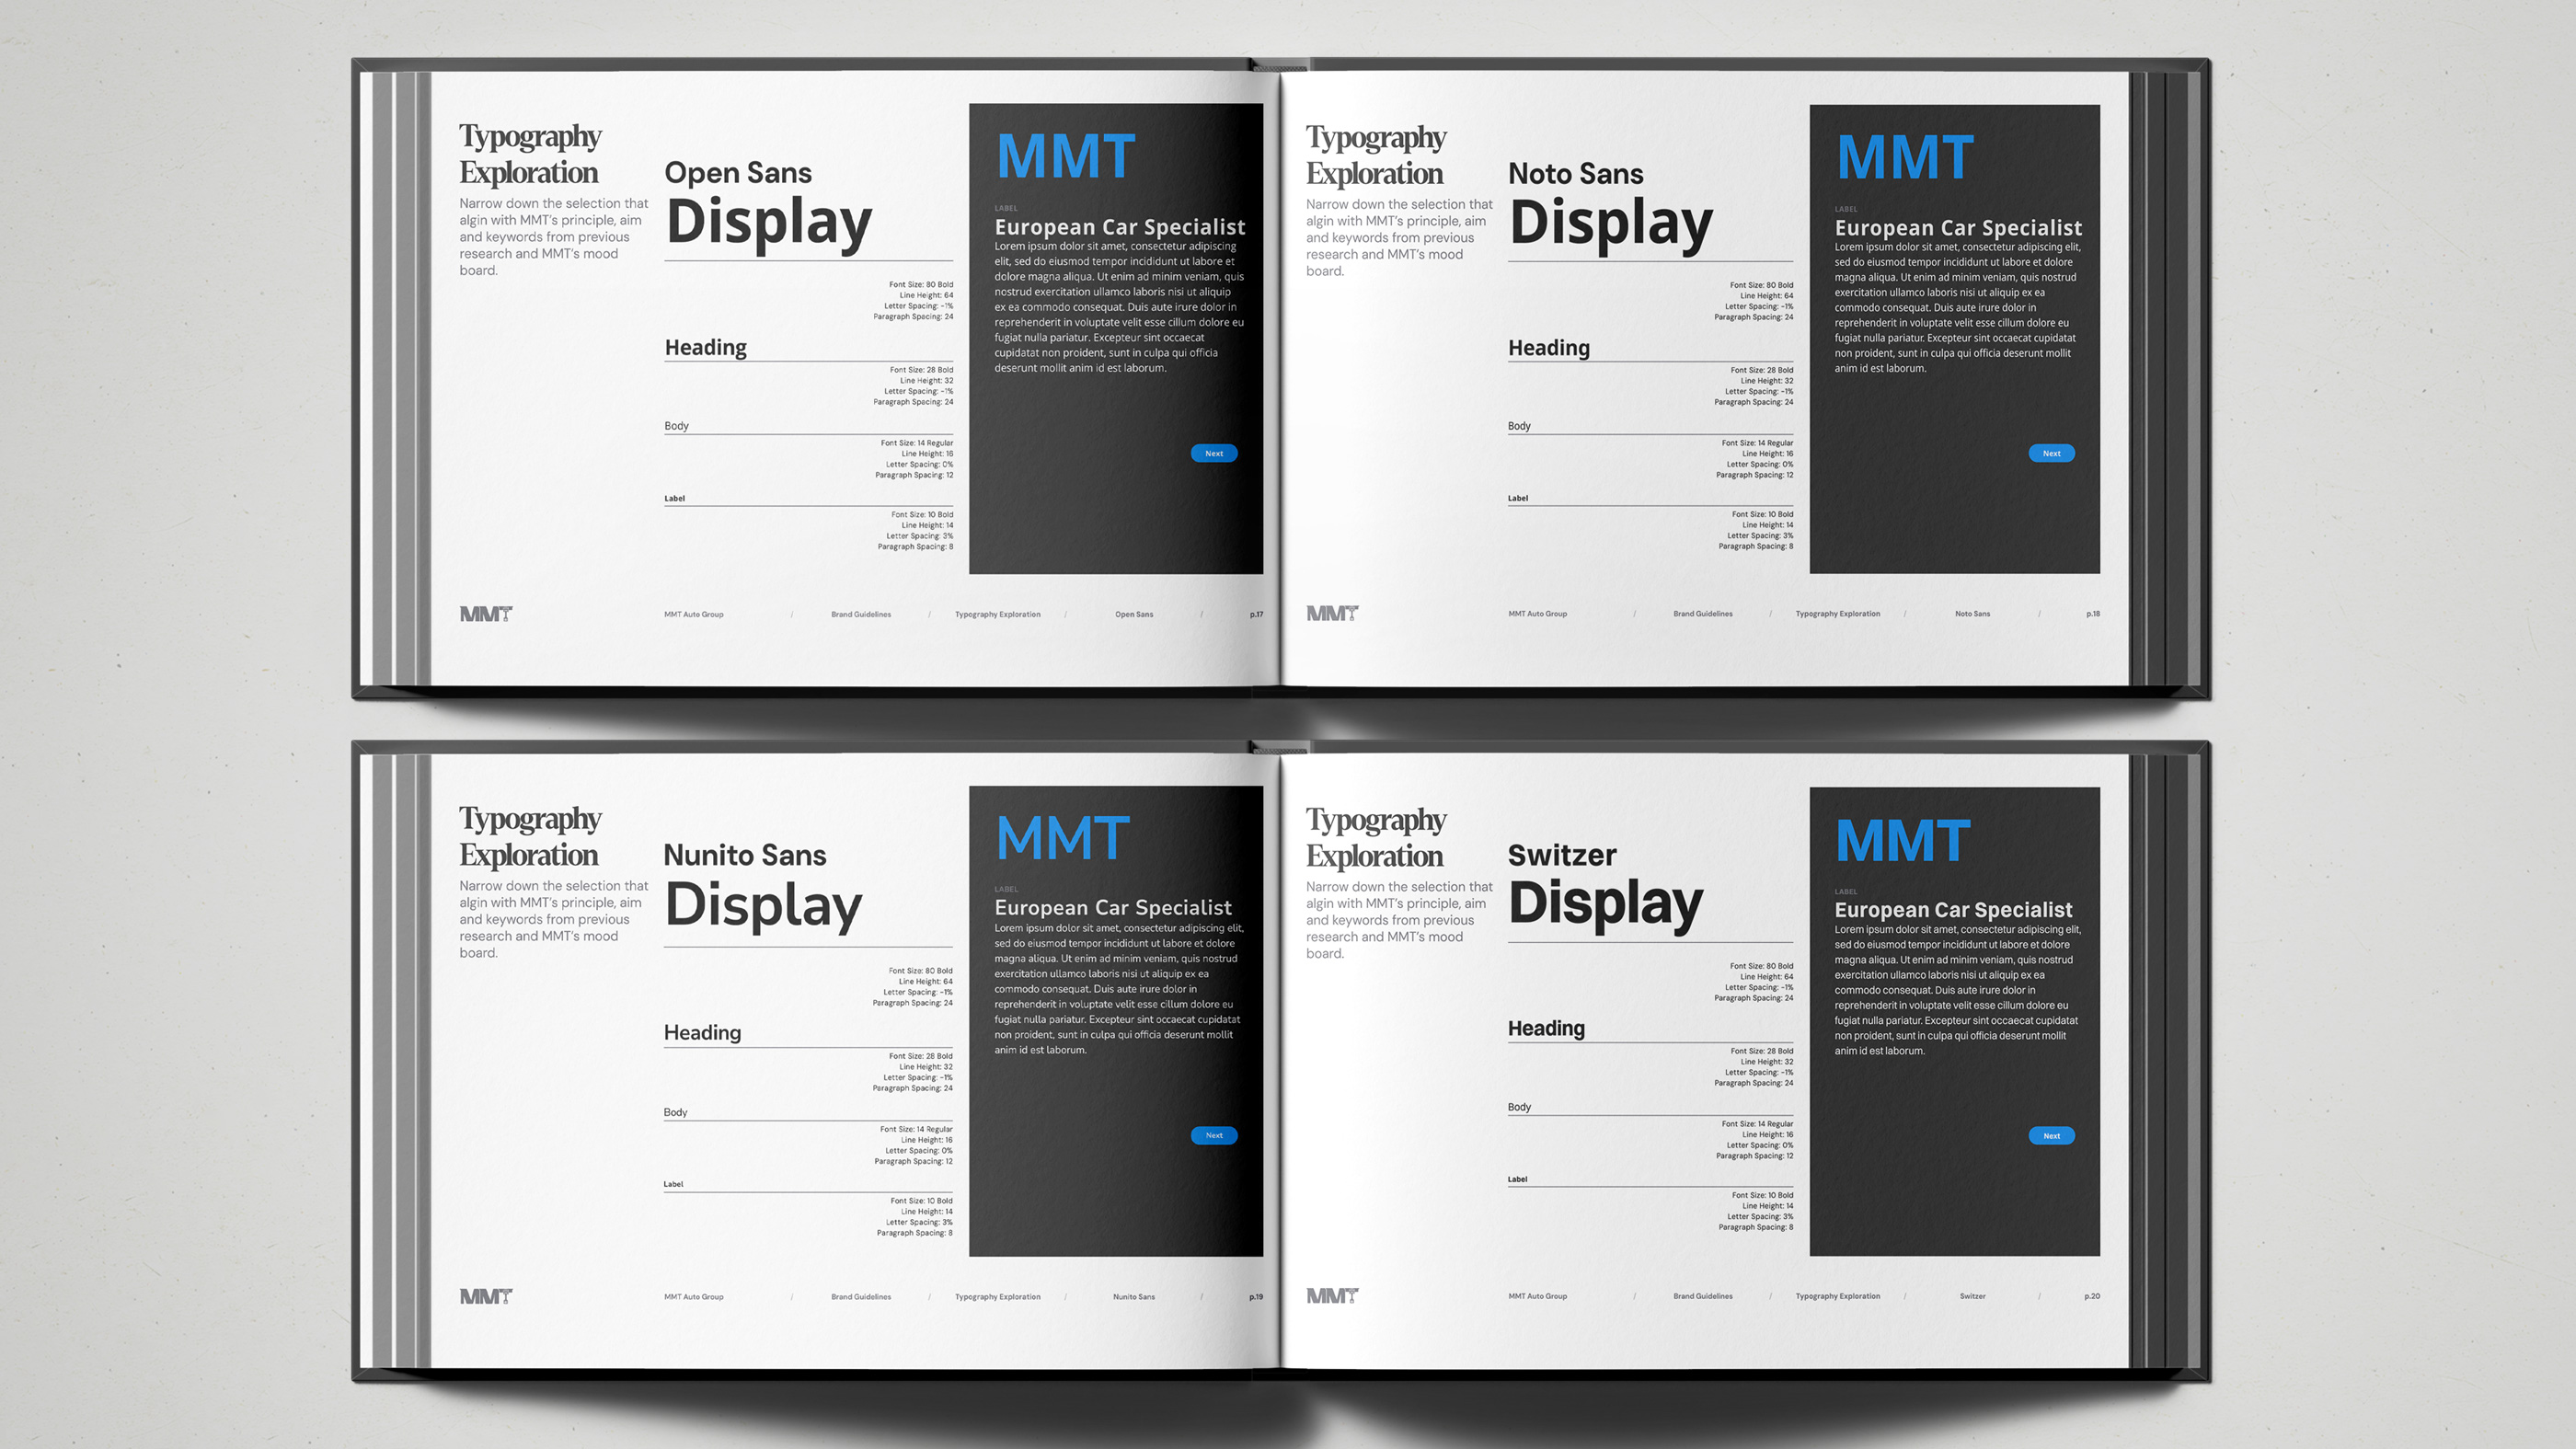 Typography
Exploration
Narrow down the selection that
algin with MMT's principle, aim
and keywords from previous
research and MMT's mood
board.
Open Sans
Display
Font Size: 80 Bold
Line Height: 64
Letter Spacing: -1%
Paragraph Spacing: 24
Heading
Font Size: 28 Bold
Line Height: 32
Letter Spacing: -1%
Paragraph Spacing: 24
Body
Font Size: 14 Regular
Line Height: 16
Letter Spacing: 0%
Paragraph Spacing: 12
Label
Font Size: 10 Bold
Line Height: 14
Letter Spacing: 3%
Paragraph Spacing: 8
MMT
LABEL
European Car Specialist
Lorem ipsum dolor sit amet, consectetur adipiscing
elit, sed do eiusmod tempor incididunt ut labore et
dolore magna aliqua. Ut enim ad minim veniam, quis
nostrud exercitation ullamco laboris nisi ut aliquip
ex ea commodo consequat. Duis aute irure dolor in
reprehenderit in voluptate velit esse cillum dolore eu
fugiat nulla pariatur. Excepteur sint occaecat
cupidatat non proident, sunt in culpa qui officia
deserunt mollit anim id est laborum.
Next
MMT
MMT Auto Group / Brand Guidelines / Typography Exploration / Open Sans / p.17
Typography
Exploration
Narrow down the selection that
algin with MMT's principle, aim
and keywords from previous
research and MMT's mood
board.
Noto Sans
Display
Font Size: 80 Bold
Line Height: 64
Letter Spacing: -1%
Paragraph Spacing: 24
Heading
Font Size: 28 Bold
Line Height: 32
Letter Spacing: -1%
Paragraph Spacing: 24
Body
Font Size: 14 Regular
Line Height: 16
Letter Spacing: 0%
Paragraph Spacing: 12
Label
Font Size: 10 Bold
Line Height: 14
Letter Spacing: 3%
Paragraph Spacing: 8
MMT
LABEL
European Car Specialist
Lorem ipsum dolor sit amet, consectetur adipiscing elit,
sed do eiusmod tempor incididunt ut labore et dolore
magna aliqua. Ut enim ad minim veniam, quis nostrud
exercitation ullamco laboris nisi ut aliquip ex ea
commodo consequat. Duis aute irure dolor in
reprehenderit in voluptate velit esse cillum dolore eu
fugiat nulla pariatur. Excepteur sint occaecat cupidatat
non proident, sunt in culpa qui officia deserunt mollit
anim id est laborum.
Next
MMT
MMT Auto Group / Brand Guidelines / Typography Exploration / Noto Sans / p.18
Typography
Exploration
Narrow down the selection that
algin with MMT's principle, aim
and keywords from previous
research and MMT's mood
board.
Nunito Sans
Display
Font Size: 80 Bold
Line Height: 64
Letter Spacing: -1%
Paragraph Spacing: 24
Heading
Font Size: 28 Bold
Line Height: 32
Letter Spacing: -1%
Paragraph Spacing: 24
Body
Font Size: 14 Regular
Line Height: 16
Letter Spacing: 0%
Paragraph Spacing: 12
Label
Font Size: 10 Bold
Line Height: 14
Letter Spacing: 3%
Paragraph Spacing: 8
MMT
LABEL
European Car Specialist
Lorem ipsum dolor sit amet, consectetur adipiscing elit,
sed do eiusmod tempor incididunt ut labore et dolore
magna aliqua. Ut enim ad minim veniam, quis nostrud
exercitation ullamco laboris nisi ut aliquip ex ea
commodo consequat. Duis aute irure dolor in
reprehenderit in voluptate velit esse cillum dolore eu
fugiat nulla pariatur. Excepteur sint occaecat cupidatat
non proident, sunt in culpa qui officia deserunt mollit
anim id est laborum.
Next
MMT
MMT Auto Group / Brand Guidelines / Typography Exploration / Nunito Sans / p.19
Typography
Exploration
Narrow down the selection that
algin with MMT's principle, aim
and keywords from previous
research and MMT's mood
board.
Switzer
Display
Font Size: 80 Bold
Line Height: 64
Letter Spacing: -1%
Paragraph Spacing: 24
Heading
Font Size: 28 Bold
Line Height: 32
Letter Spacing: -1%
Paragraph Spacing: 24
Body
Font Size: 14 Regular
Line Height: 16
Letter Spacing: 0%
Paragraph Spacing: 12
Label
Font Size: 10 Bold
Line Height: 14
Letter Spacing: 3%
Paragraph Spacing: 8
MMT
LABEL
European Car Specialist
Lorem ipsum dolor sit amet, consectetur adipiscing elit,
sed do eiusmod tempor incididunt ut labore et dolore
magna aliqua. Ut enim ad minim veniam, quis nostrud
exercitation ullamco laboris nisi ut aliquip ex ea
commodo consequat. Duis aute irure dolor in
reprehenderit in voluptate velit esse cillum dolore eu
fugiat nulla pariatur. Excepteur sint occaecat cupidatat
non proident, sunt in culpa qui officia deserunt mollit
anim id est laborum.
Next
MMT
MMT Auto Group / Brand Guidelines / Typography Exploration / Switzer / p.20